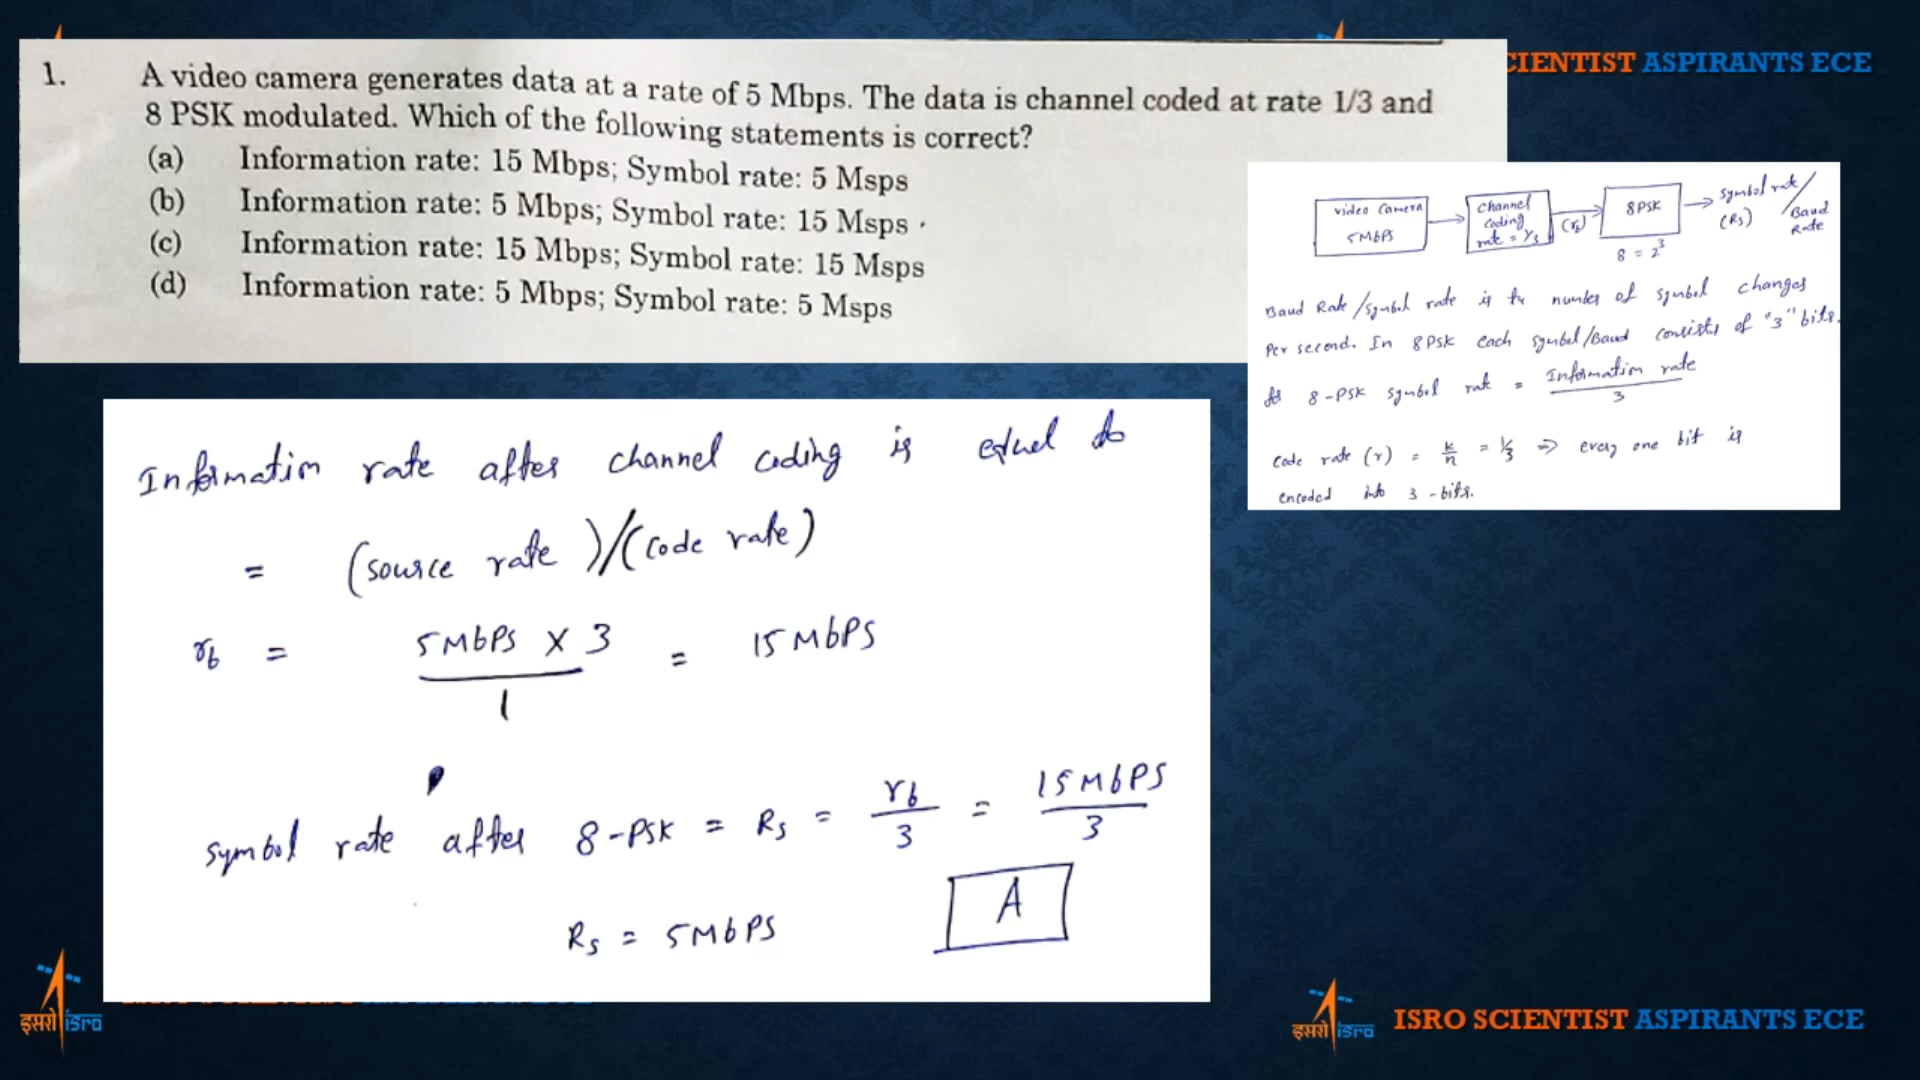 CIENTIST ASPIRANTS ECE
1. A video camera generates data at a rate of 5 Mbps. The data is channel coded at rate 1/3 and
8 PSK modulated. Which of the following statements is correct?
(a) Information rate: 15 Mbps; Symbol rate: 5 Msps
(b) Information rate: 5 Mbps; Symbol rate: 15 Msps
(c) Information rate: 15 Mbps; Symbol rate: 15 Msps
(d) Information rate: 5 Mbps; Symbol rate: 5 Msps
video camera
5Mbps
channel
coding
rate = 1/3
(rb)
8PSK
8 = 2^3
symbol rate/
(Rs) Baud
Rate
Baud Rate/symbol rate is the number of symbol changes
Per second. In 8PSK each symbol/Baud consists of "3" bits.
for 8-PSK symbol rate = Information rate
3
code rate (r) = k/n = 1/3 => every one bit is
encoded into 3-bits.
Information rate after channel coding is equal to
= (source rate)/(code rate)
rb = 5MbPS X 3 = 15MbPS
1
symbol rate after 8-PSK = Rs = rb = 15MbPS
3 3
Rs = 5MbPS
A
इसरो isro
इसरो isro
ISRO SCIENTIST ASPIRANTS ECE